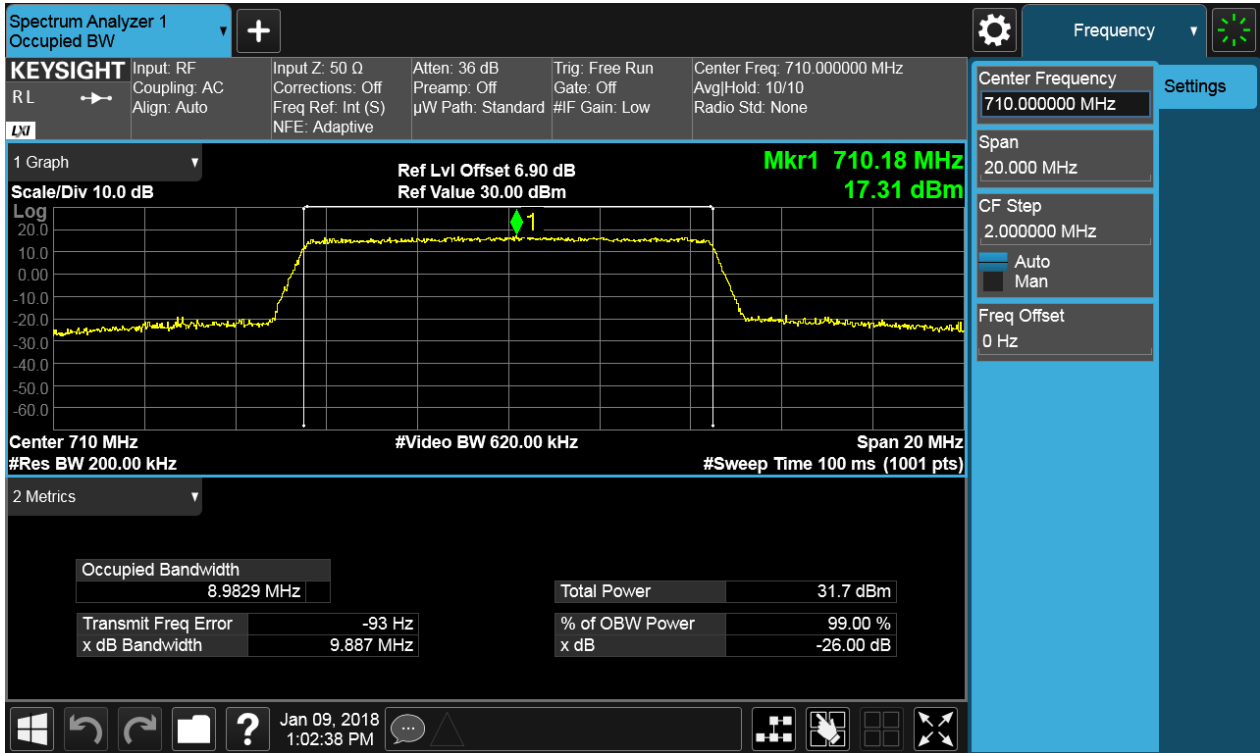 Spectrum Analyzer 1
Occupied BW
Frequency
KEYSIGHT
RL
LXI
Input: RF
Coupling: AC
Align: Auto
Input Z: 50 Ω
Corrections: Off
Freq Ref: Int (S)
NFE: Adaptive
Atten: 36 dB
Preamp: Off
µW Path: Standard
Trig: Free Run
Gate: Off
#IF Gain: Low
Center Freq: 710.000000 MHz
Avg|Hold: 10/10
Radio Std: None
Center Frequency
710.000000 MHz
Settings
Span
20.000 MHz
CF Step
2.000000 MHz
Auto
Man
Freq Offset
0 Hz
1 Graph
Scale/Div 10.0 dB
Ref Lvl Offset 6.90 dB
Ref Value 30.00 dBm
Mkr1 710.18 MHz
17.31 dBm
Log
20.0
10.0
0.00
-10.0
-20.0
-30.0
-40.0
-50.0
-60.0
1
Center 710 MHz
#Video BW 620.00 kHz
Span 20 MHz
#Res BW 200.00 kHz
#Sweep Time 100 ms (1001 pts)
2 Metrics
Occupied Bandwidth
8.9829 MHz
Total Power 31.7 dBm
Transmit Freq Error -93 Hz
% of OBW Power 99.00 %
x dB Bandwidth 9.887 MHz
x dB -26.00 dB
?
Jan 09, 2018
1:02:38 PM